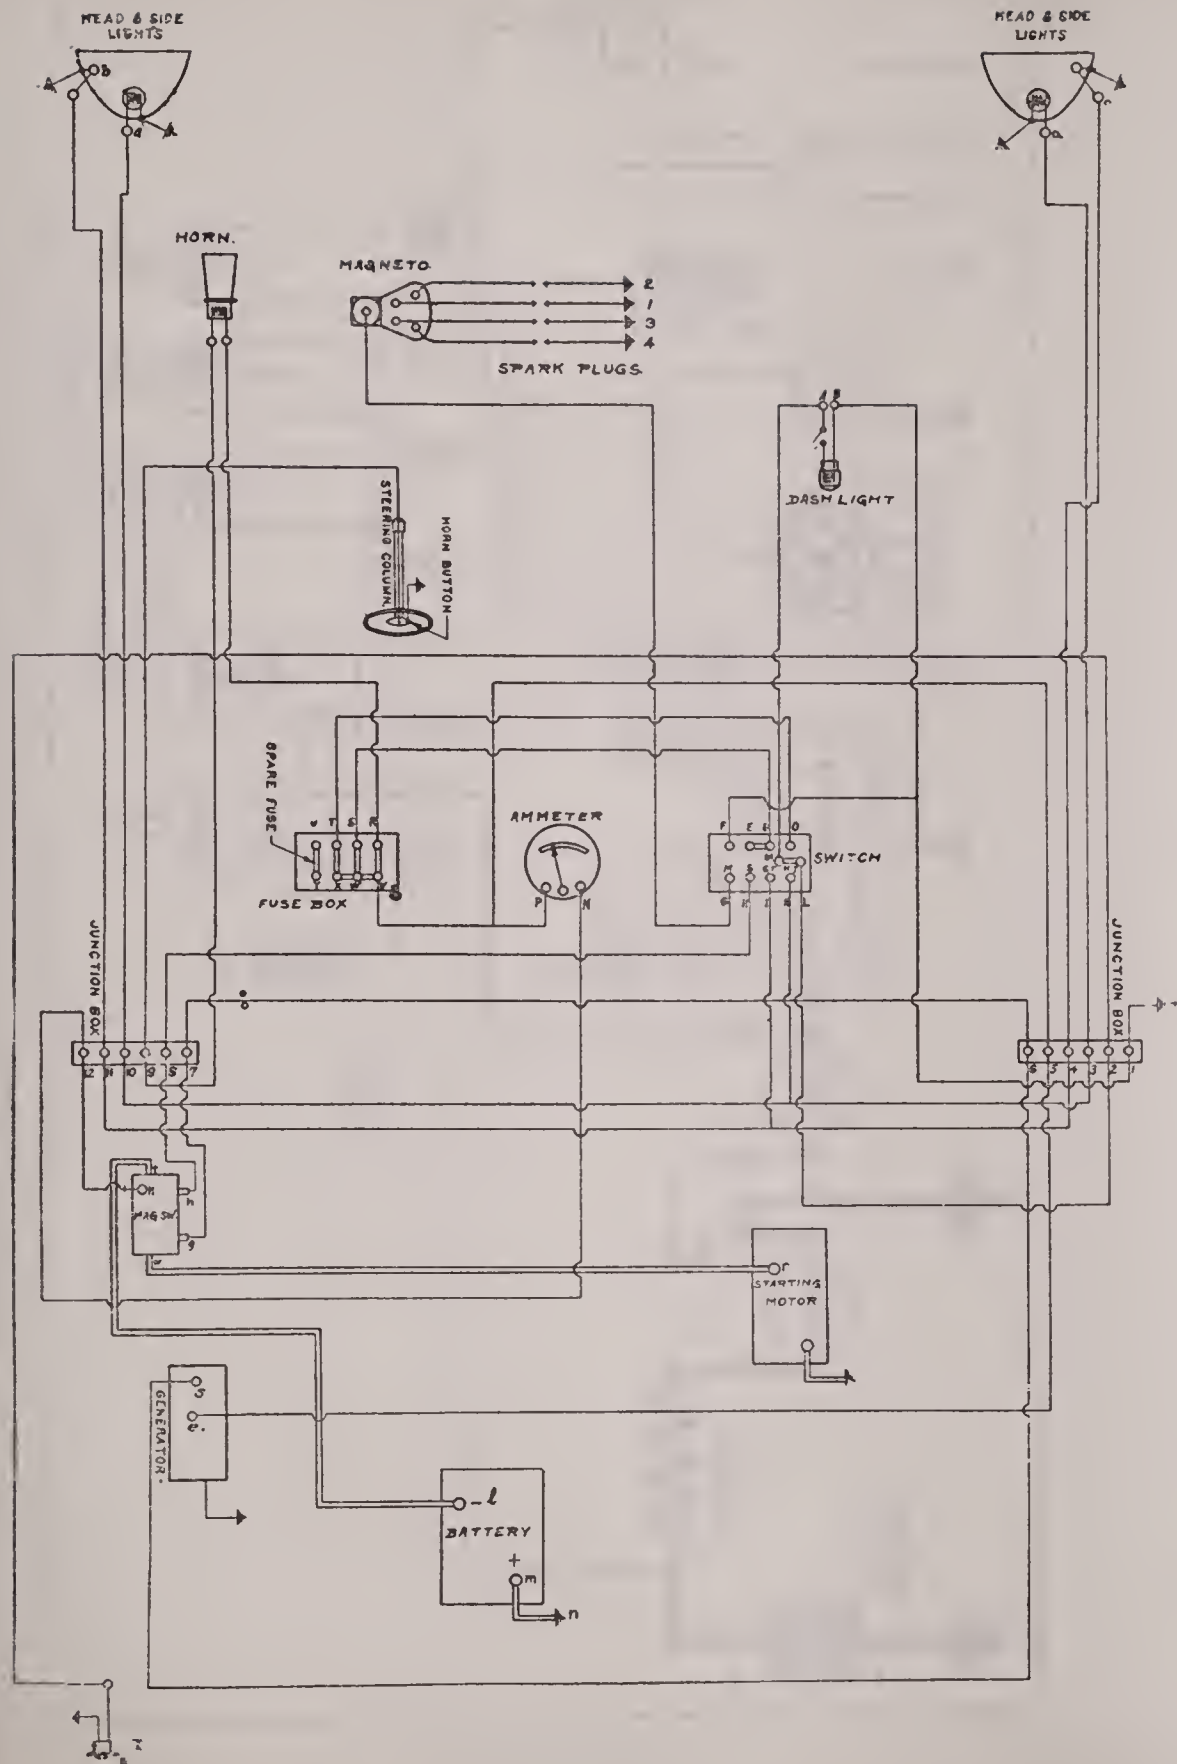 HEAD & SIDE
LIGHTS
HEAD & SIDE
LIGHTS
b
a
c
a
HORN.
MAGNETO.
2
1
3
4
SPARK PLUGS.
A B
DASH LIGHT
STEERING COLUMN.
HORN BUTTON
SPARE FUSE
T S R
FUSE BOX
AMMETER
P N
F E O
SWITCH
M S
L
JUNCTION BOX
JUNCTION BOX
12 11 10 9 8 7
6 5 4 3 2 1
MAG SW.
h
g
r
STARTING
MOTOR
GENERATOR.
e.
- l
BATTERY
+
m
n